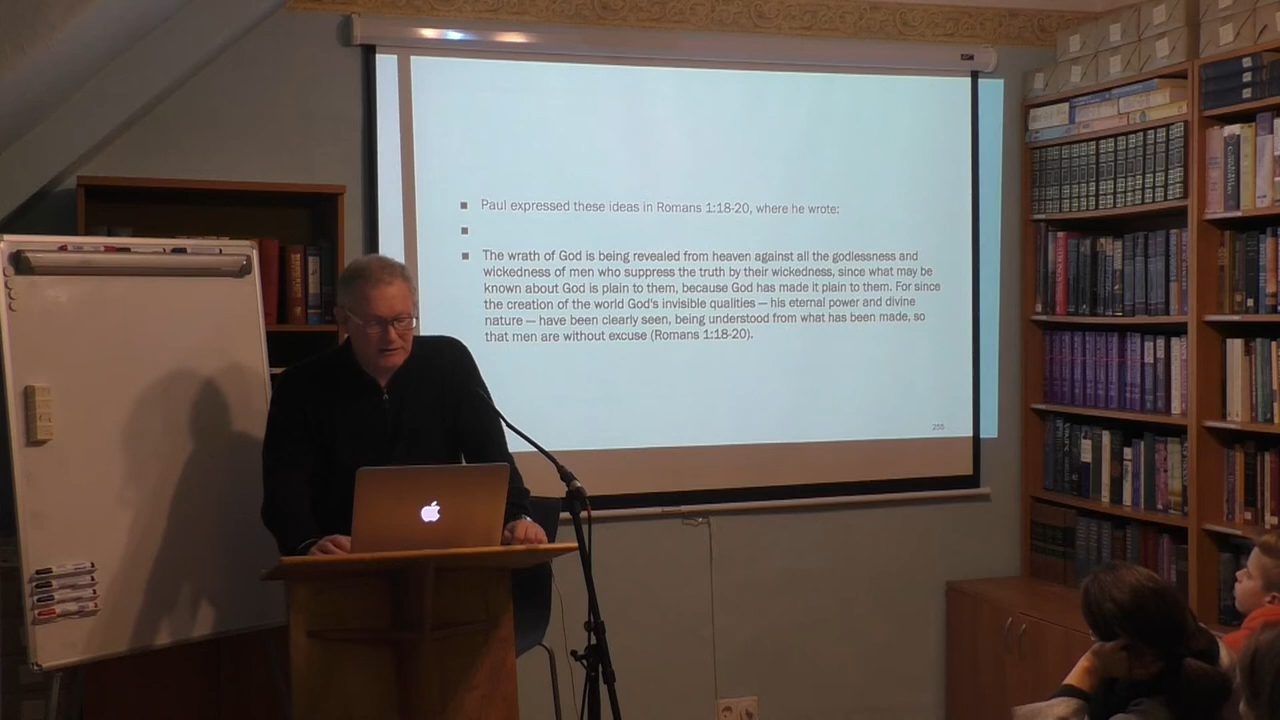 Paul expressed these ideas in Romans 1:18-20, where he wrote:
The wrath of God is being revealed from heaven against all the godlessness and
wickedness of men who suppress the truth by their wickedness, since what may be
known about God is plain to them, because God has made it plain to them. For since
the creation of the world God's invisible qualities — his eternal power and divine
nature — have been clearly seen, being understood from what has been made, so
that men are without excuse (Romans 1:18-20).
255